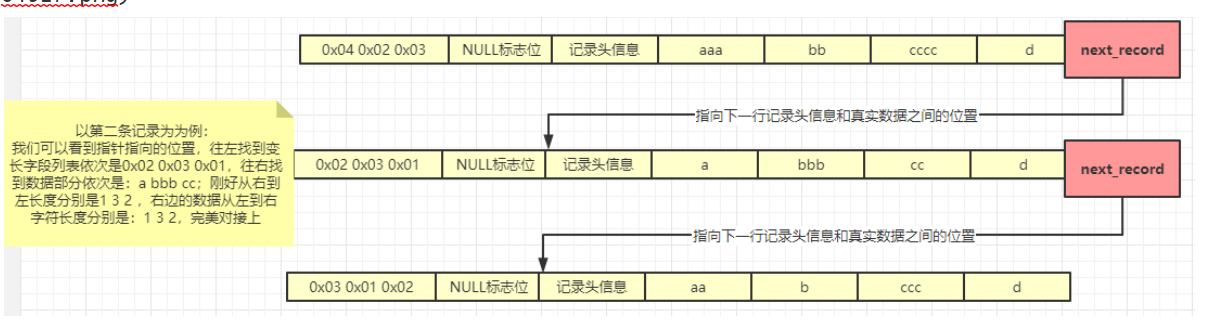 0x04 0x02 0x03 NULL标志位 记录头信息 aaa bb cccc d next_record
指向下一行记录头信息和真实数据之间的位置
以第二条记录为为例:
我们可以看到指针指向的位置，往左找到变
长字段列表依次是0x02 0x03 0x01，往右找
到数据部分依次是：a bbb cc；刚好从右到
左长度分别是1 3 2 ，右边的数据从左到右
字符长度分别是：1 3 2，完美对接上
0x02 0x03 0x01 NULL标志位 记录头信息 a bbb cc d next_record
指向下一行记录头信息和真实数据之间的位置
0x03 0x01 0x02 NULL标志位 记录头信息 aa b ccc d